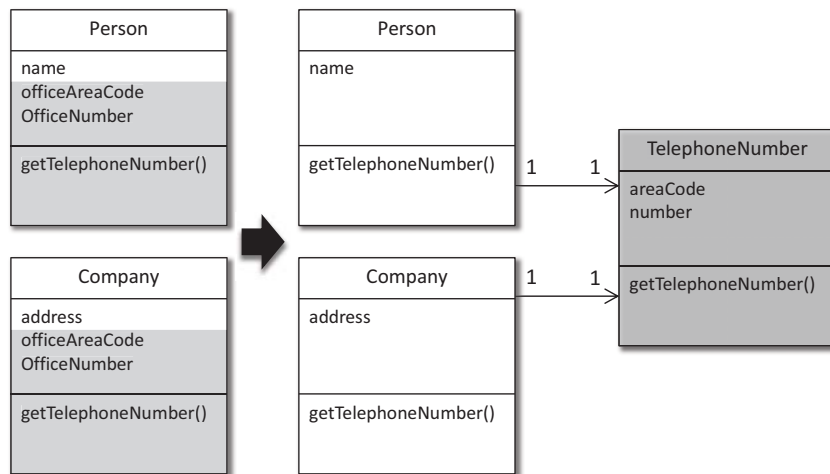 Person
name
officeAreaCode
OfficeNumber
getTelephoneNumber()
Company
address
officeAreaCode
OfficeNumber
getTelephoneNumber()
Person
name
getTelephoneNumber()
1 1
Company
address
getTelephoneNumber()
1 1
TelephoneNumber
areaCode
number
getTelephoneNumber()